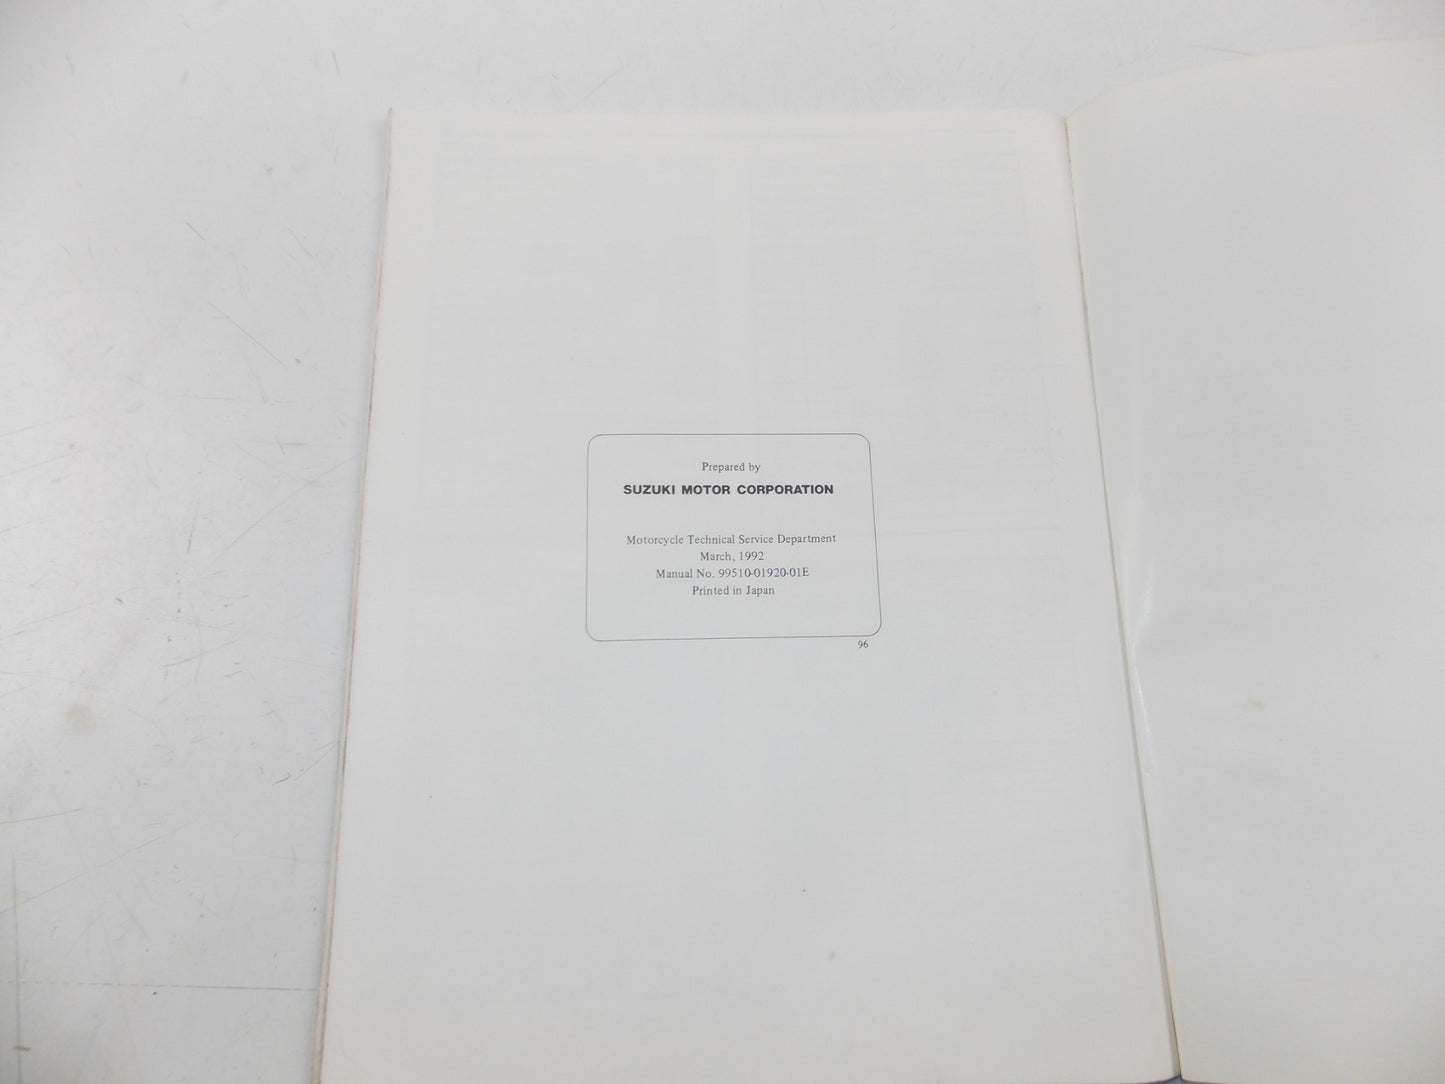 Prepared by
SUZUKI MOTOR CORPORATION
Motorcycle Technical Service Department
March, 1992
Manual No. 99510-01920-01E
Printed in Japan
96